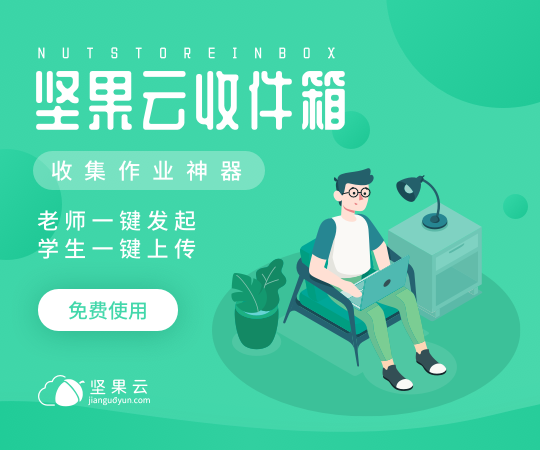 NUTSTOREINBOX
坚果云收件箱
收集作业神器
老师一键发起
学生一键上传
免费使用
坚果云
jianguoyun.com